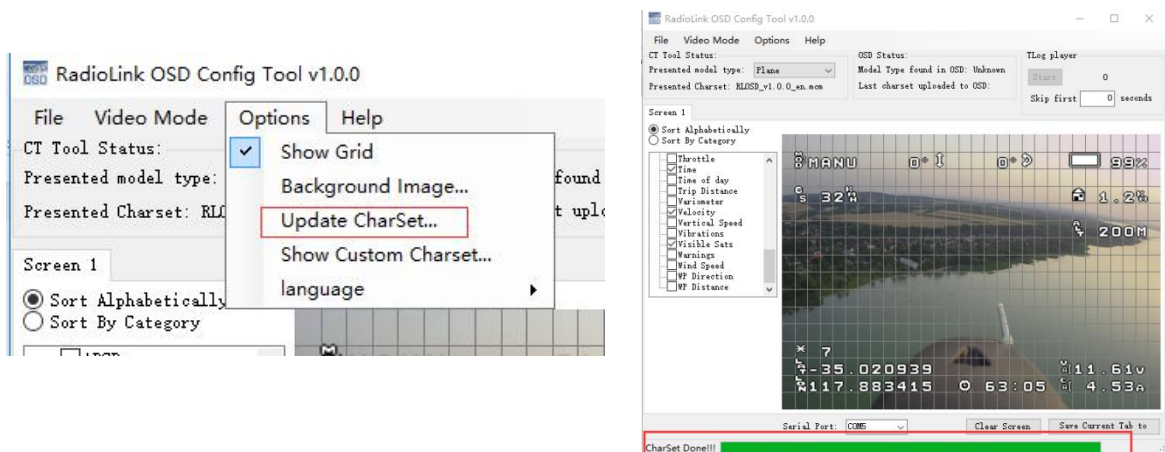 RadioLink OSD Config Tool v1.0.0
File Video Mode Options Help
CT Tool Status:
Presented model type: found
Presented Charset: t
Show Grid
Background Image...
Update CharSet...
Show Custom Charset...
language
Screen 1
Sort Alphabetically
Sort By Category
RadioLink OSD Config Tool v1.0.0
File Video Mode Options Help
CT Tool Status: OSD Status: TLog player
Presented model type: Plane Model Type found in OSD: Unknown Start 0
Presented Charset: RLOSD_v1.0.0_en.mcm Last charset uploaded to OSD:
Skip first 0 seconds
Screen 1
Sort Alphabetically
Sort By Category
Throttle
Time
Time of day
Trip Distance
Variometer
Velocity
Vertical Speed
Vibrations
Visible Sats
Warnings
Wind Speed
WP Direction
WP Distance
MANU 0° 0° 99%
32 1.2
200M
7
-35.020939 11.61V
117.883415 63:05 4.53A
Serial Port: COM5 Clear Screen Save Current Tab to
CharSet Done!!!